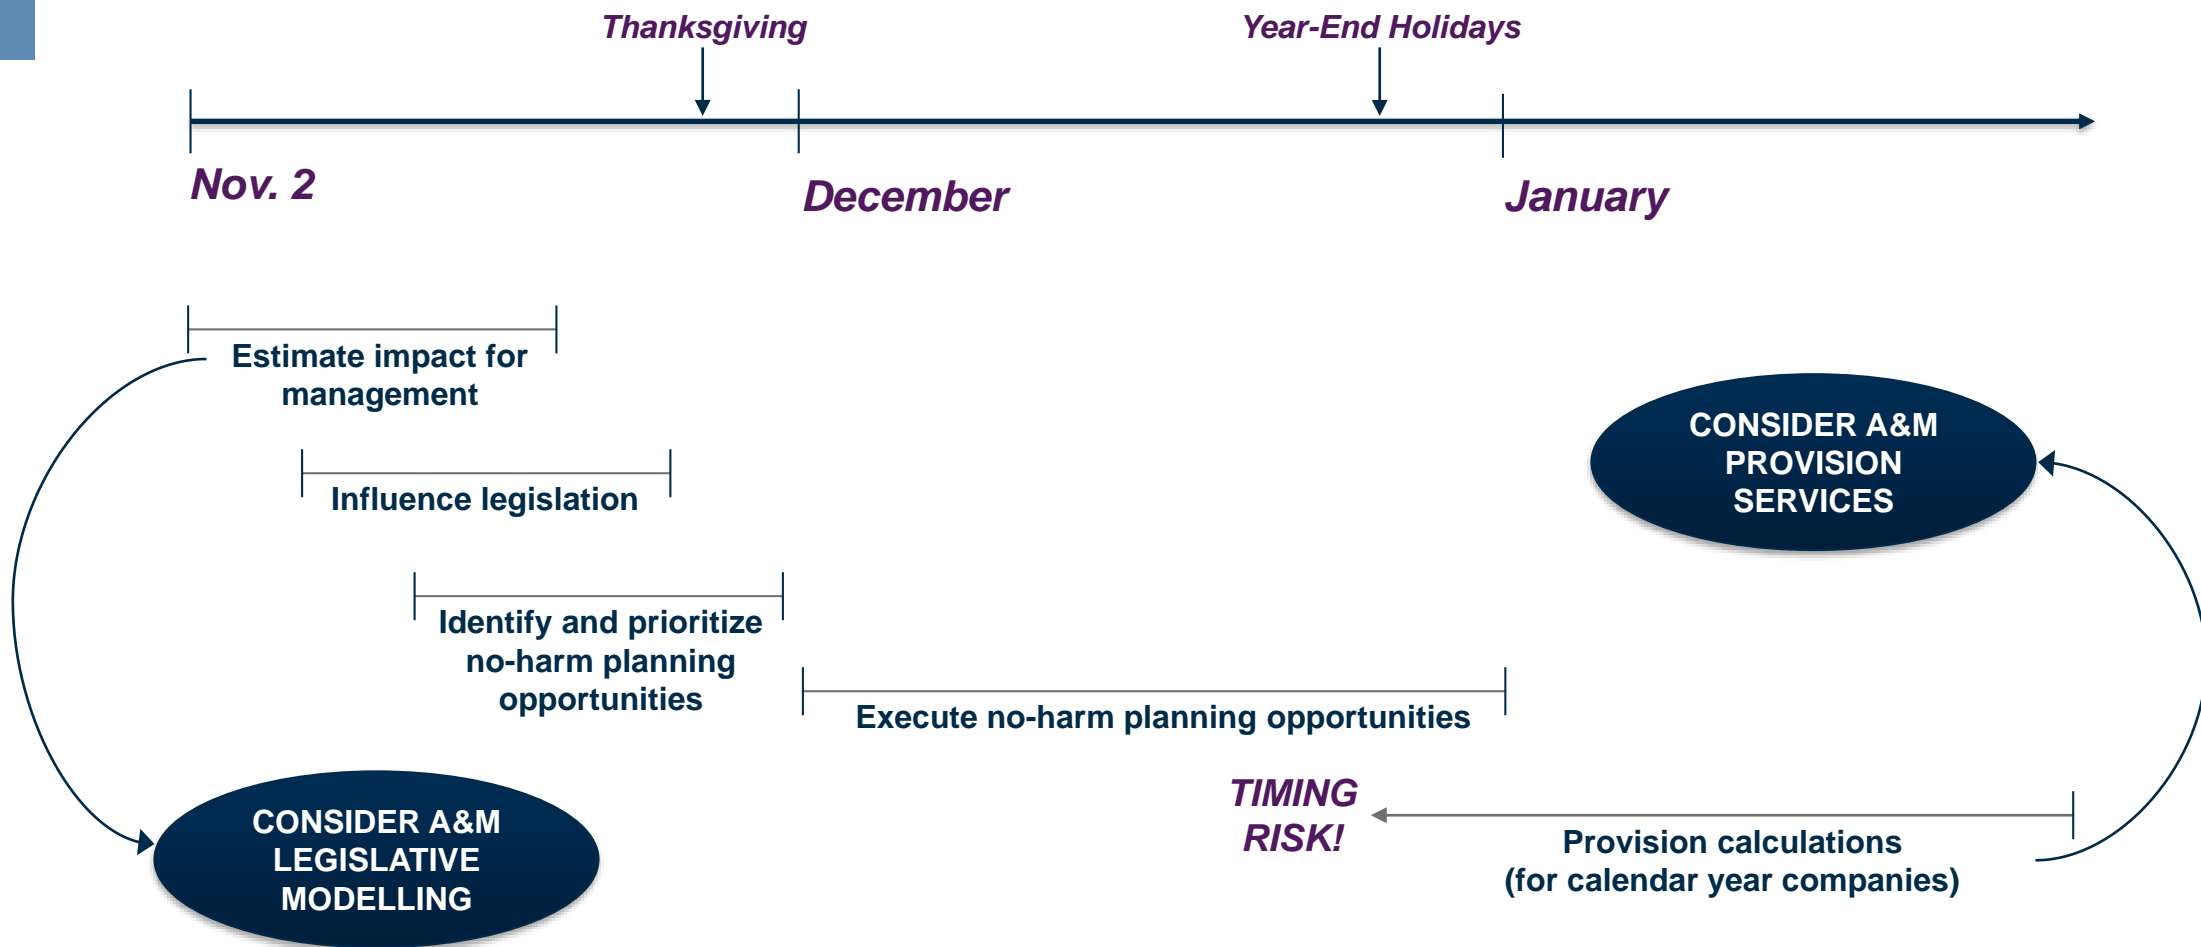 Thanksgiving
Year-End Holidays
Nov. 2
December
January
Estimate impact for
management
Influence legislation
Identify and prioritize
no-harm planning
opportunities
Execute no-harm planning opportunities
CONSIDER A&M
PROVISION
SERVICES
TIMING
RISK!
Provision calculations
(for calendar year companies)
CONSIDER A&M
LEGISLATIVE
MODELLING